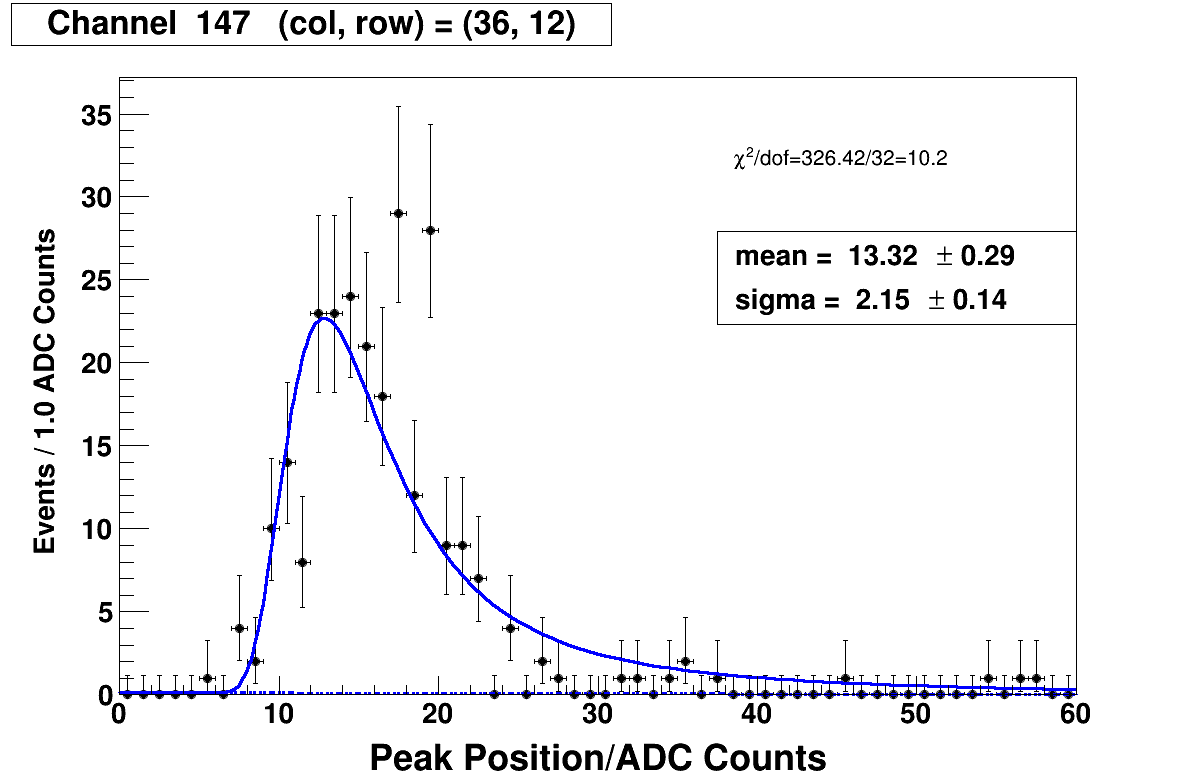 Channel 147 (col, row) = (36, 12)
35
χ²/dof=326.42/32=10.2
30
mean = 13.32 ± 0.29
25
sigma = 2.15 ± 0.14
20
15
10
5
0
Events / 1.0 ADC Counts
0 10 20 30 40 50 60
Peak Position/ADC Counts